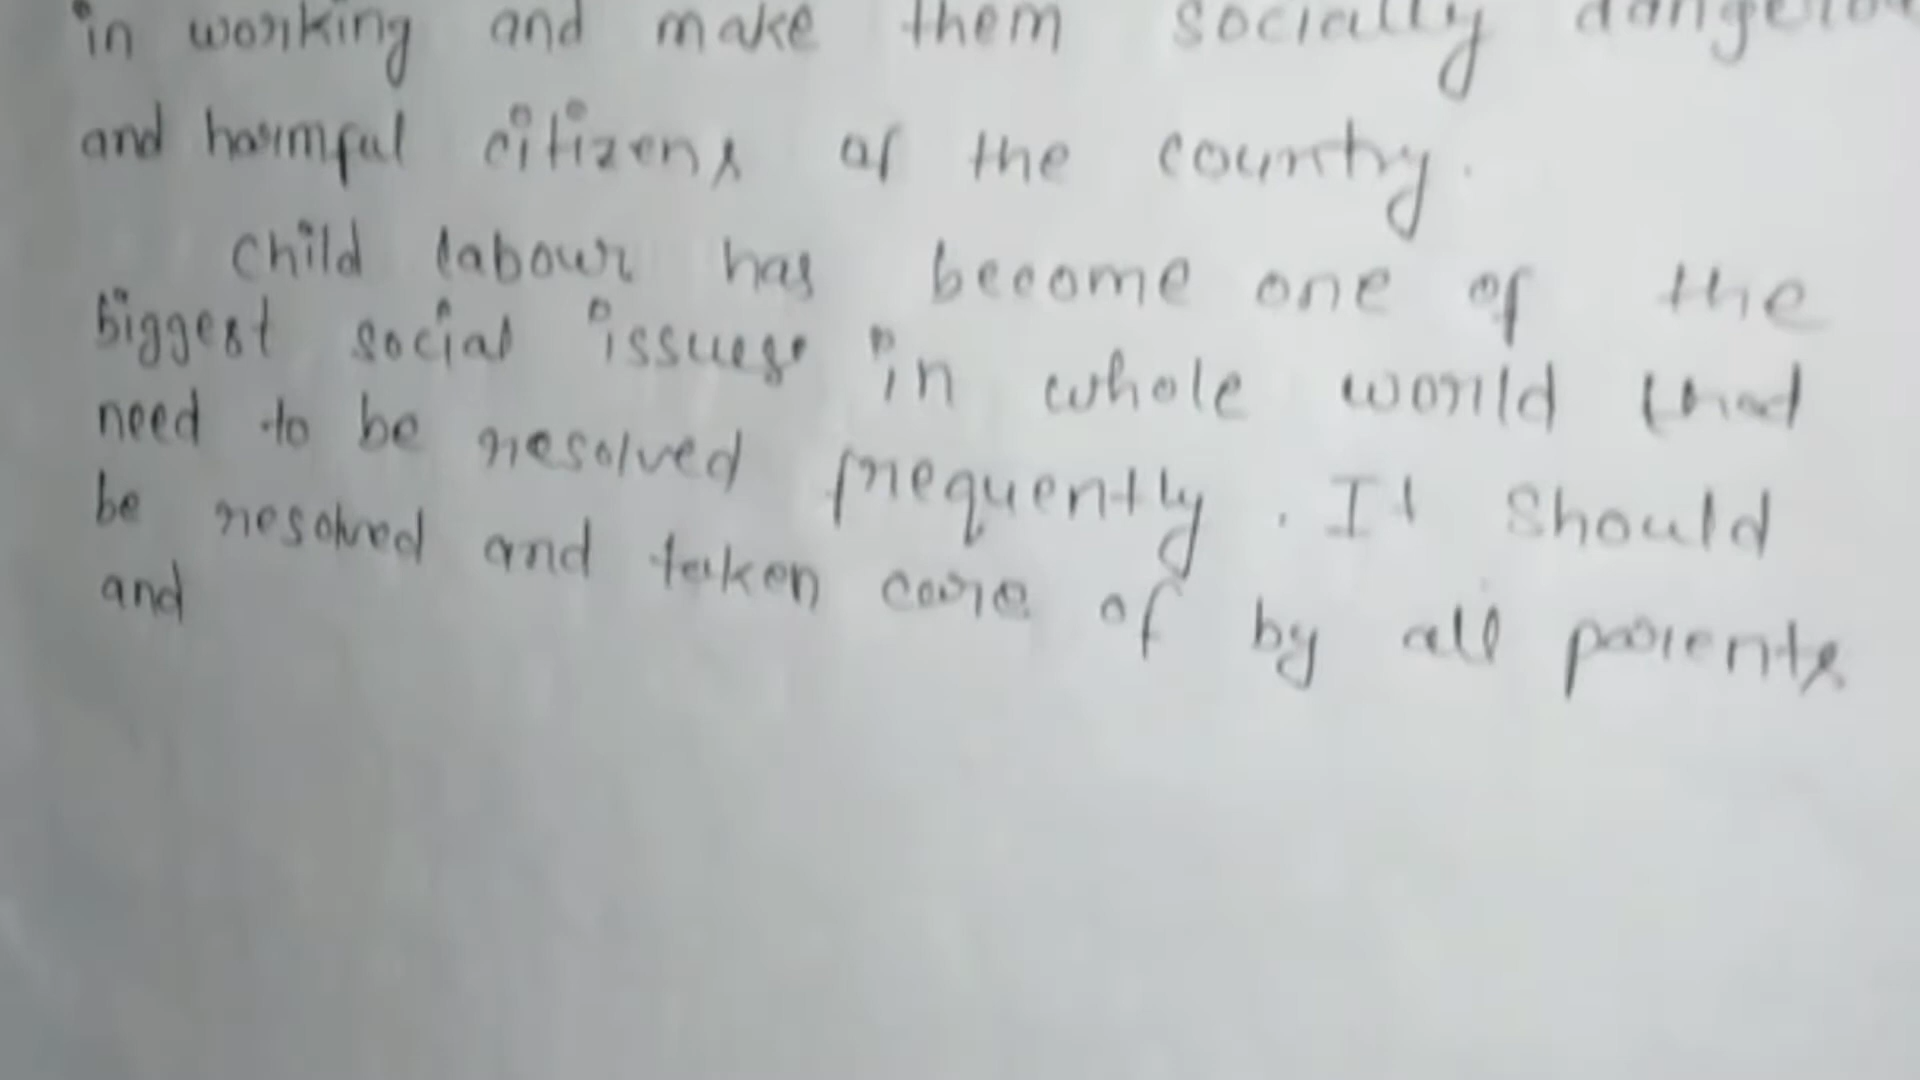 in working and make them socially
and harmful citizens of the country.
child labour has become one of the
biggest social issues in whole world that
need to be resolved frequently. It should
be resolved and taken care of by all parents
and